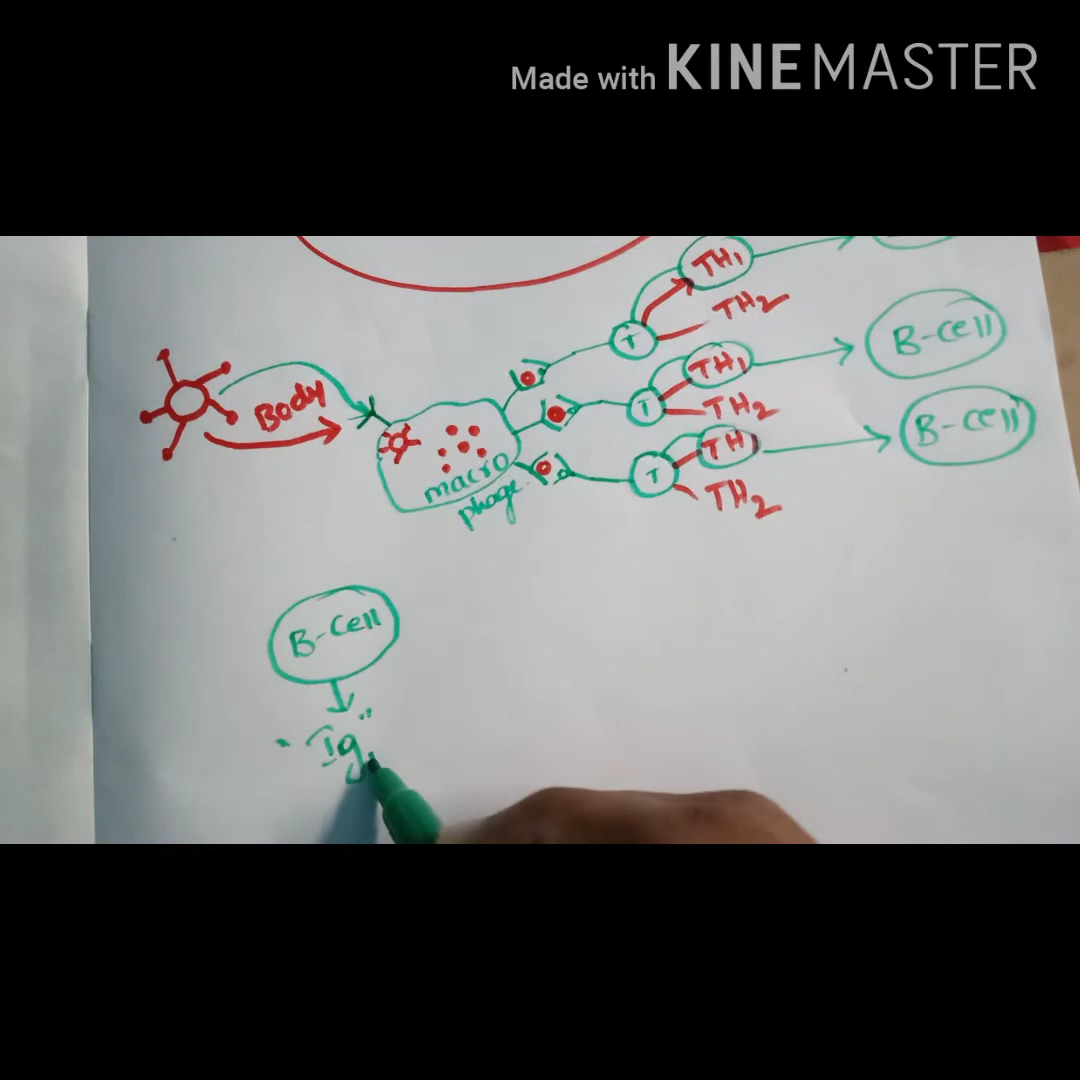 Made with KINEMASTER
TH1
TH2
T
B-Cell
TH1
Body
T
TH2
B-Cell
TH1
macro
T
phage
TH2
B-Cell
"Ig"